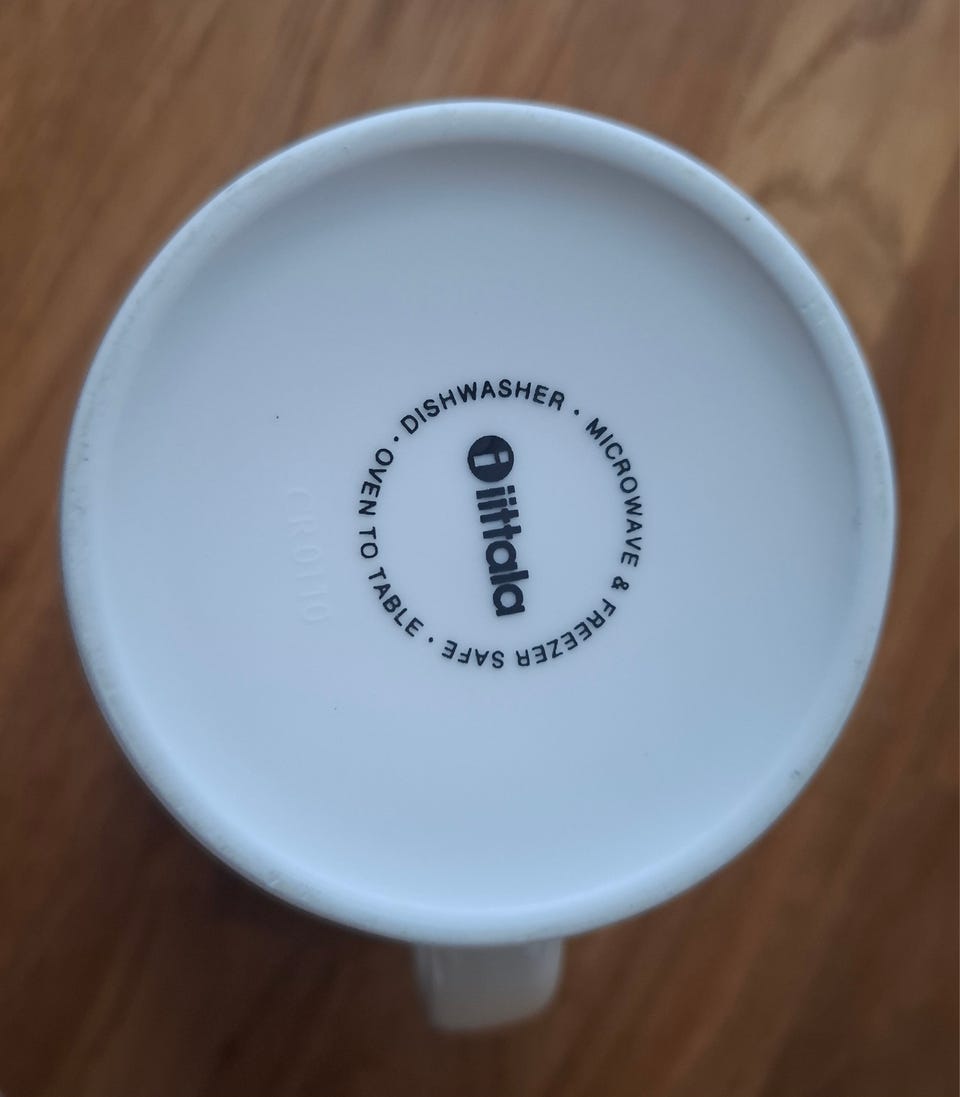 OVEN TO TABLE · DISHWASHER · MICROWAVE & FREEZER SAFE ·
i iittala